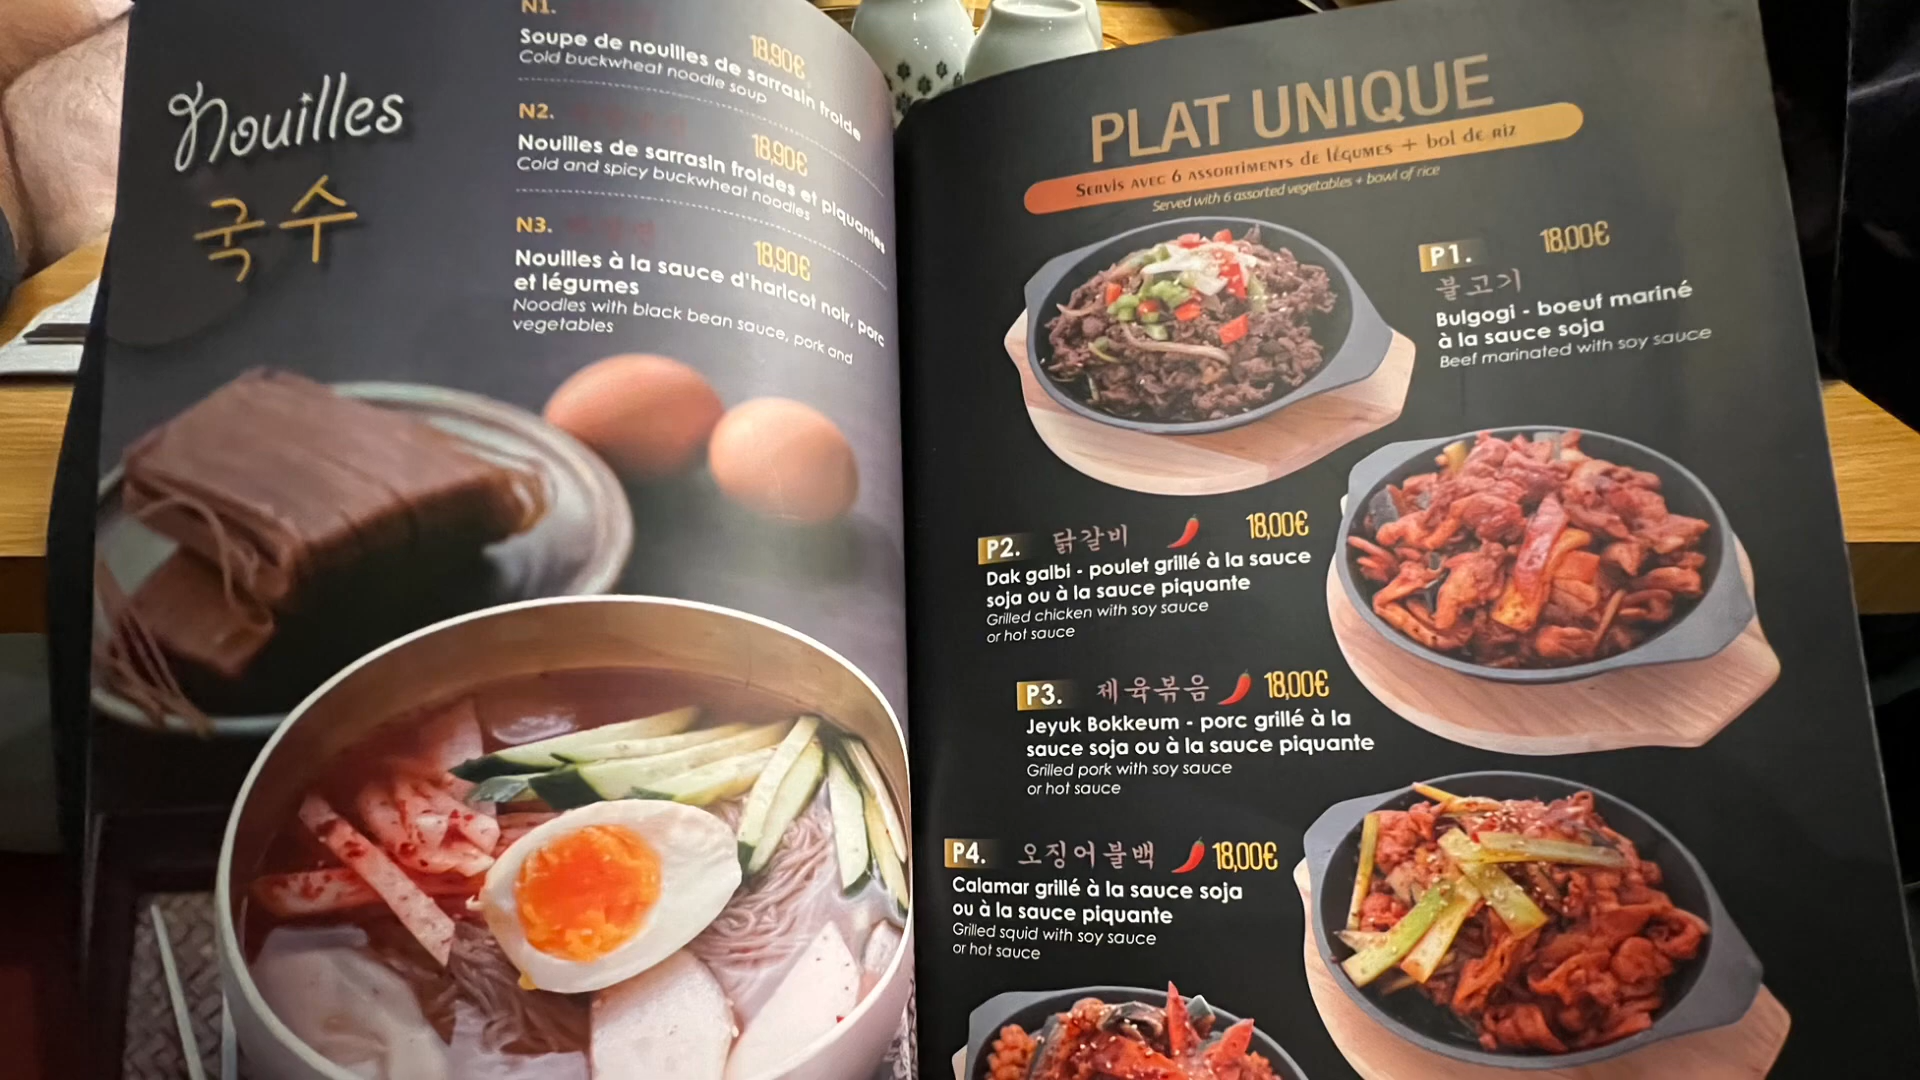 Nouilles
국수
N1.
18,90€
Soupe de nouilles de sarrasin froide
Cold buckwheat noodle soup
N2.
18,90€
Nouilles de sarrasin froides et piquantes
Cold and spicy buckwheat noodles
N3.
18,90€
Nouilles à la sauce d'haricot noir, porc
et légumes
Noodles with black bean sauce, pork and
vegetables
PLAT UNIQUE
Servis avec 6 assortiments de légumes + bol de riz
Served with 6 assorted vegetables + bowl of rice
P1. 18,00€
불고기
Bulgogi - boeuf mariné
à la sauce soja
Beef marinated with soy sauce
P2. 닭갈비 18,00€
Dak galbi - poulet grillé à la sauce
soja ou à la sauce piquante
Grilled chicken with soy sauce
or hot sauce
P3. 제육볶음 18,00€
Jeyuk Bokkeum - porc grillé à la
sauce soja ou à la sauce piquante
Grilled pork with soy sauce
or hot sauce
P4. 오징어불백 18,00€
Calamar grillé à la sauce soja
ou à la sauce piquante
Grilled squid with soy sauce
or hot sauce